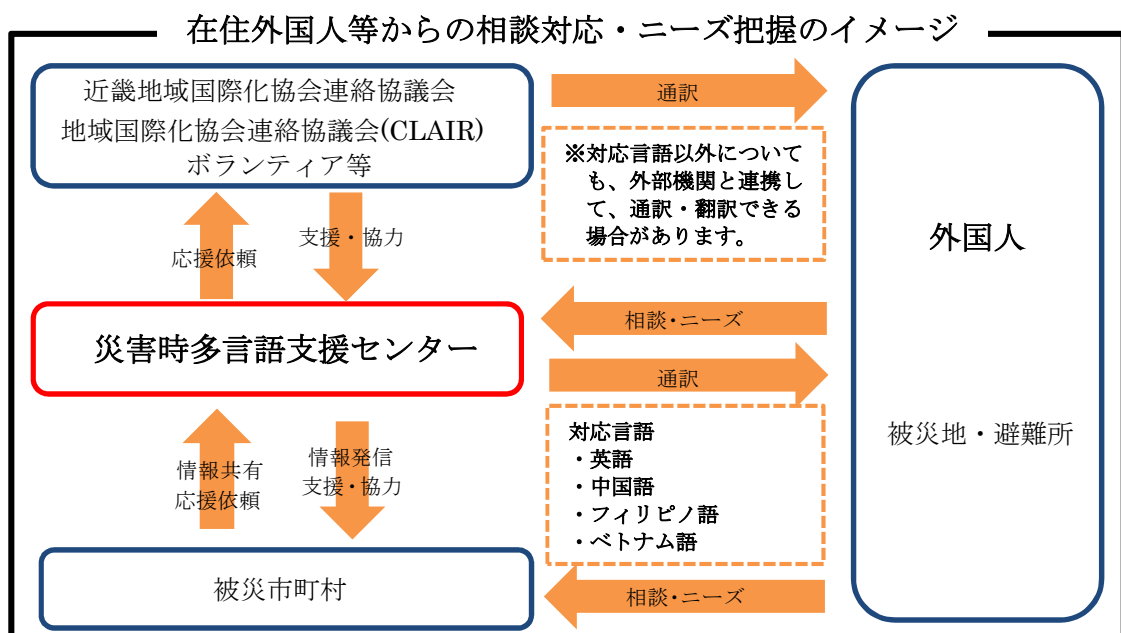 在住外国人等からの相談対応・ニーズ把握のイメージ
近畿地域国際化協会連絡協議会
地域国際化協会連絡協議会(CLAIR)
ボランティア等
通訳
※対応言語以外について
も、外部機関と連携し
て、通訳・翻訳できる
場合があります。
応援依頼
支援・協力
外国人
被災地・避難所
災害時多言語支援センター
相談・ニーズ
通訳
対応言語
・英語
・中国語
・フィリピノ語
・ベトナム語
情報共有
応援依頼
情報発信
支援・協力
被災市町村
相談・ニーズ